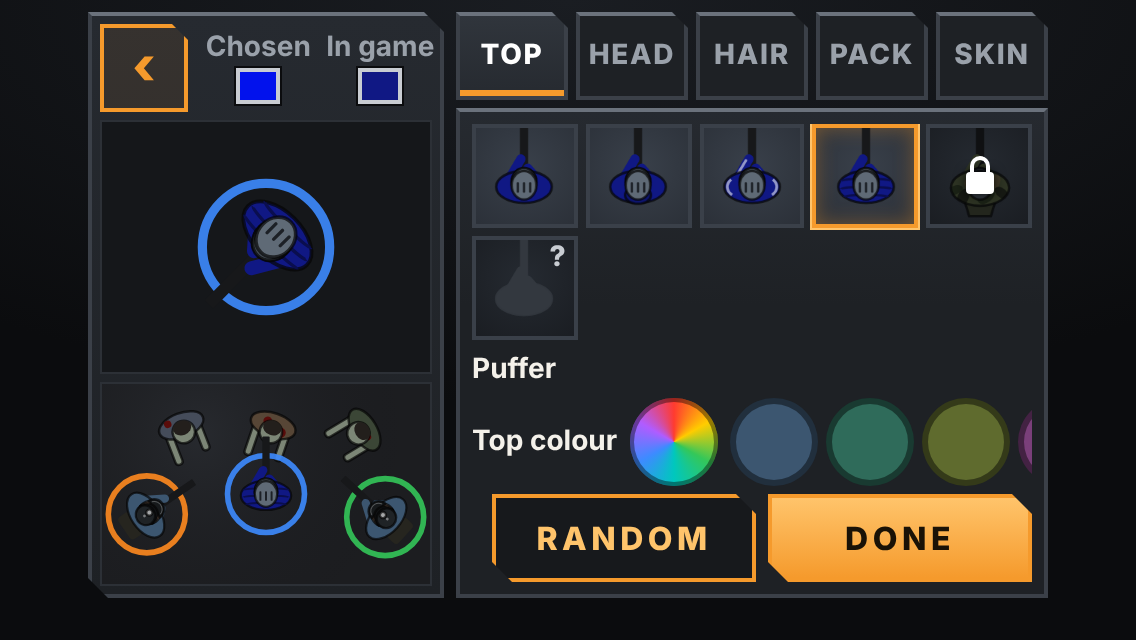 Chosen In game
TOP HEAD HAIR PACK SKIN
?
Puffer
Top colour
RANDOM DONE